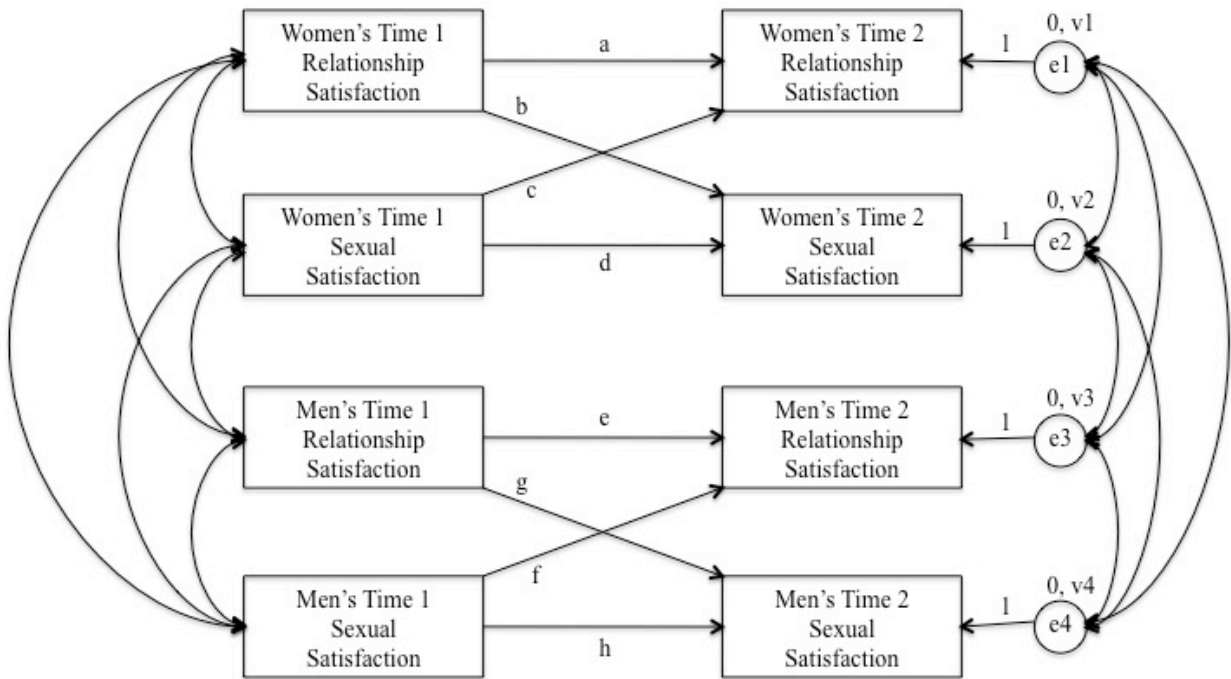 Women's Time 1
Relationship
Satisfaction
a
Women's Time 2
Relationship
Satisfaction
1
0, v1
e1
b
c
Women's Time 1
Sexual
Satisfaction
d
Women's Time 2
Sexual
Satisfaction
1
0, v2
e2
Men's Time 1
Relationship
Satisfaction
e
Men's Time 2
Relationship
Satisfaction
1
0, v3
e3
g
f
Men's Time 1
Sexual
Satisfaction
h
Men's Time 2
Sexual
Satisfaction
1
0, v4
e4